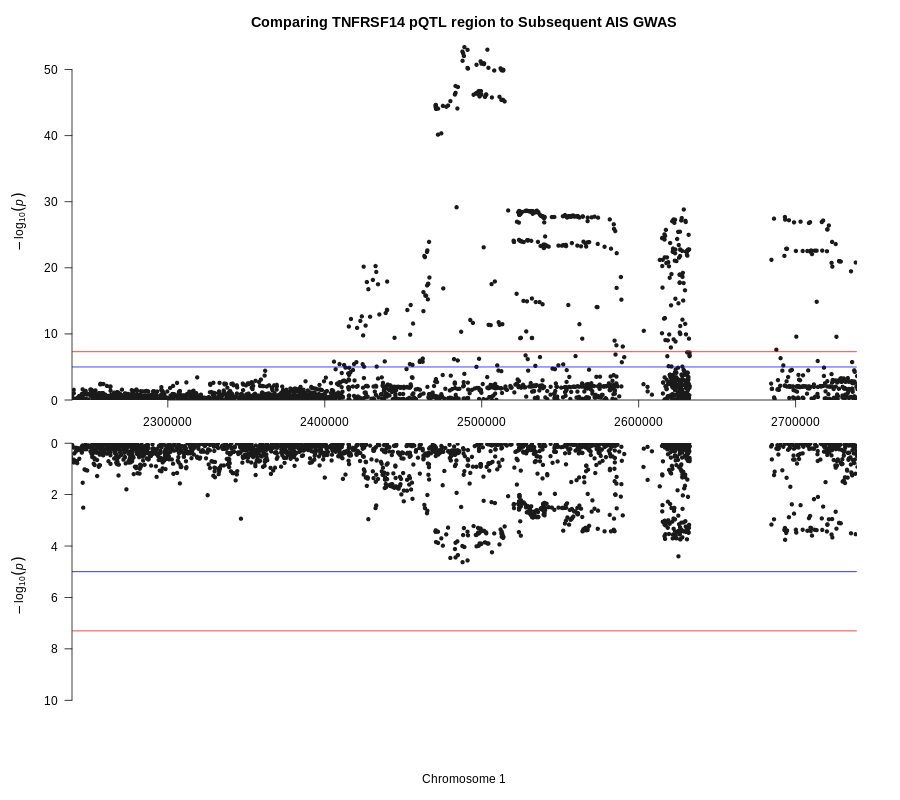 Comparing TNFRSF14 pQTL region to Subsequent AIS GWAS
50
40
30
20
10
0
− log10(p)
2300000 2400000 2500000 2600000 2700000
0
2
4
6
8
10
− log10(p)
Chromosome 1